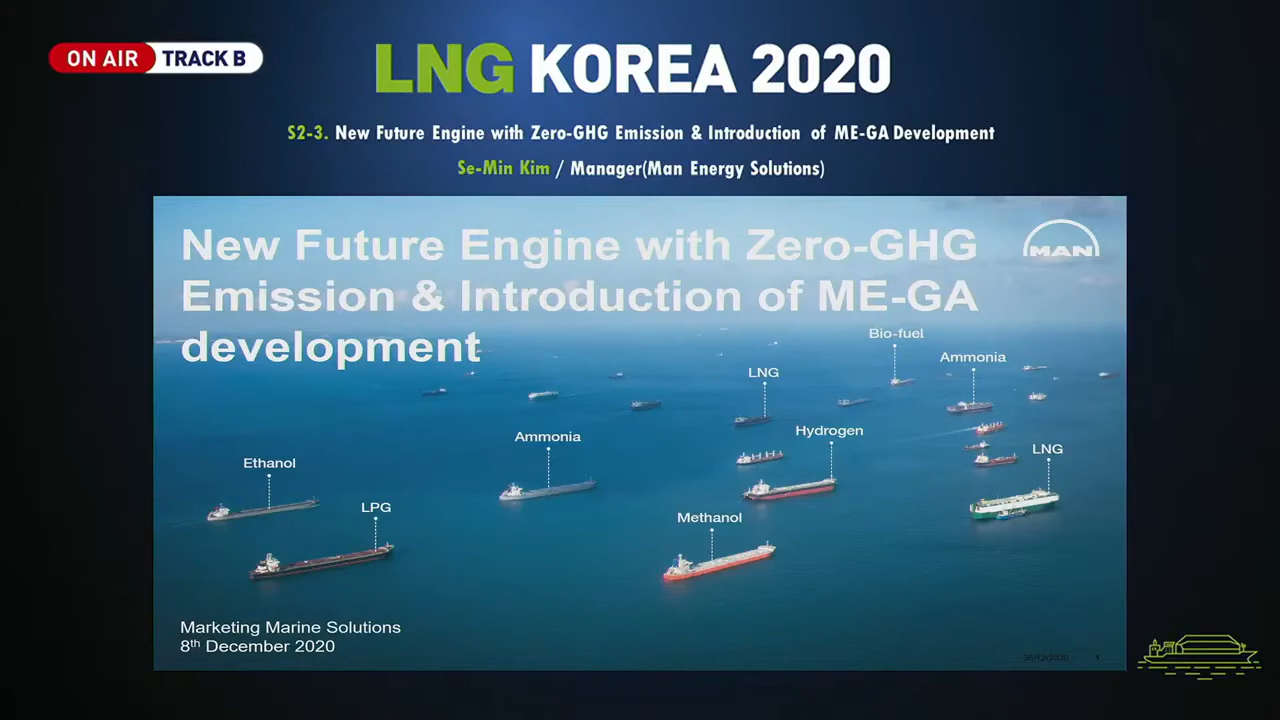 ON AIR TRACK B
LNG KOREA 2020
S2-3. New Future Engine with Zero-GHG Emission & Introduction of ME-GA Development
Se-Min Kim / Manager(Man Energy Solutions)
New Future Engine with Zero-GHG
Emission & Introduction of ME-GA
development
MAN
Bio-fuel
Ammonia
LNG
Hydrogen
Ammonia
LNG
Ethanol
LPG
Methanol
Marketing Marine Solutions
8th December 2020
1